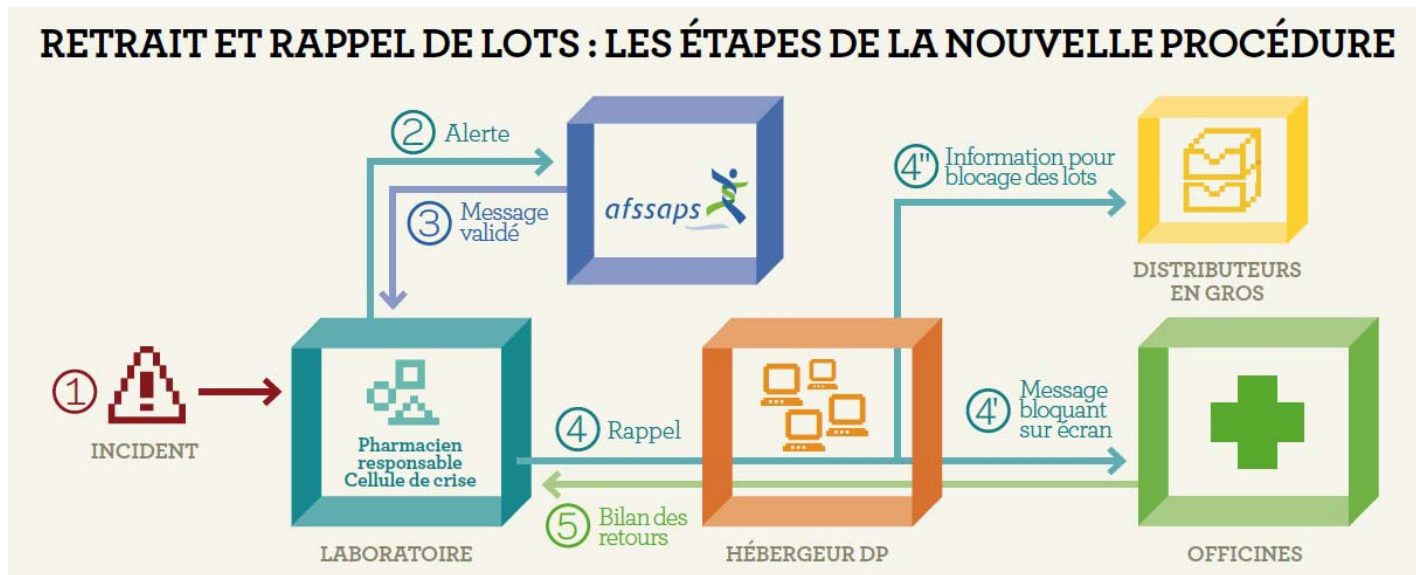 RETRAIT ET RAPPEL DE LOTS : LES ÉTAPES DE LA NOUVELLE PROCÉDURE
1
INCIDENT
2 Alerte
3 Message
validé
afssaps
Pharmacien
responsable
Cellule de crise
LABORATOIRE
4 Rappel
5 Bilan des
retours
HÉBERGEUR DP
4" Information pour
blocage des lots
DISTRIBUTEURS
EN GROS
4' Message
bloquant
sur écran
OFFICINES